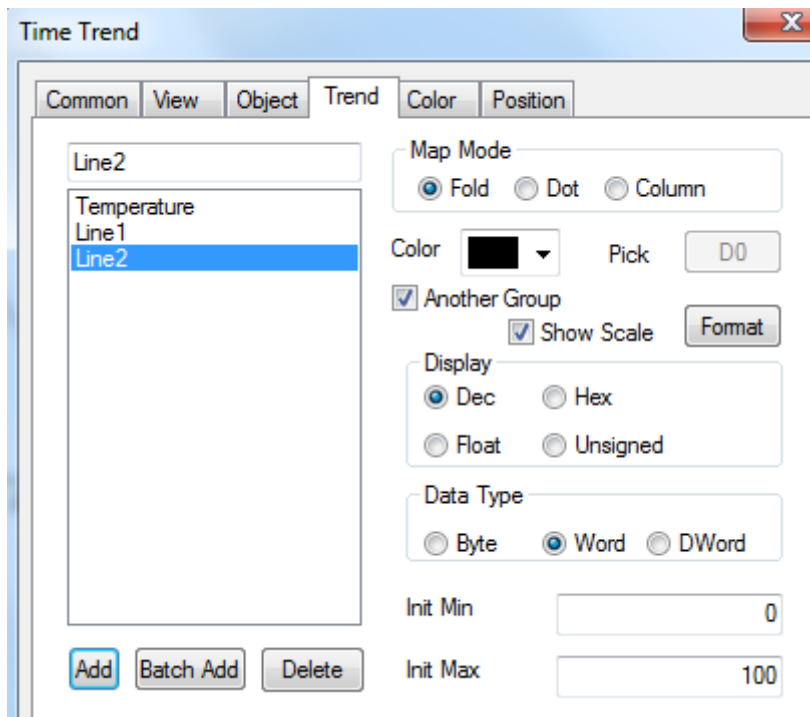 Time Trend
Common View Object Trend Color Position
Line2
Temperature
Line1
Line2
Add Batch Add Delete
Map Mode
Fold Dot Column
Color Pick D0
Another Group
Show Scale Format
Display
Dec Hex
Float Unsigned
Data Type
Byte Word DWord
Init Min 0
Init Max 100